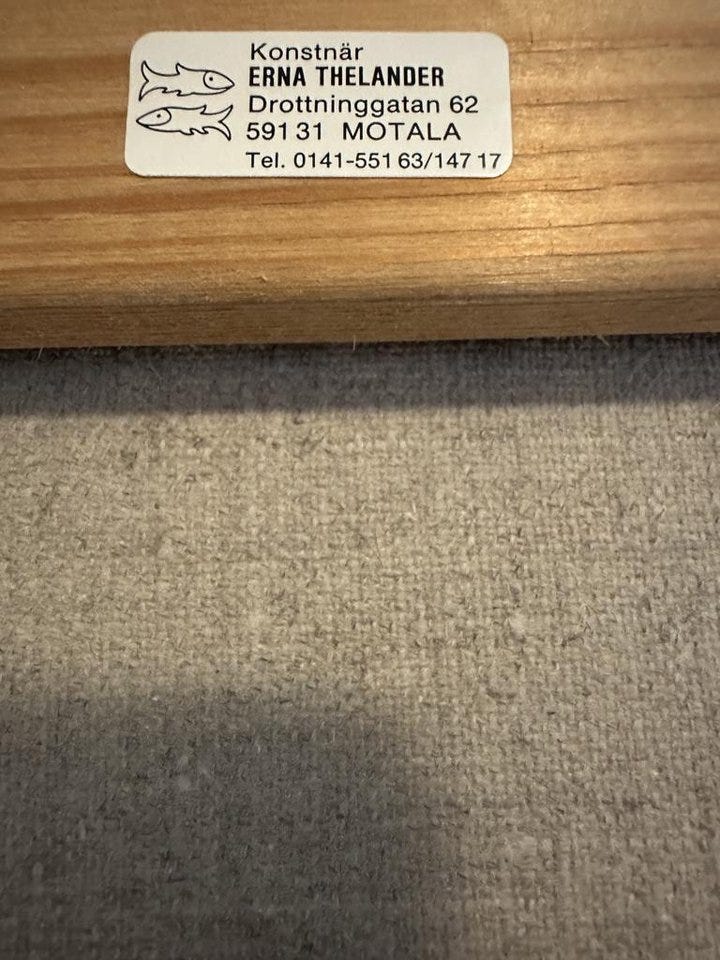 Konstnär
ERNA THELANDER
Drottninggatan 62
591 31 MOTALA
Tel. 0141-551 63/147 17